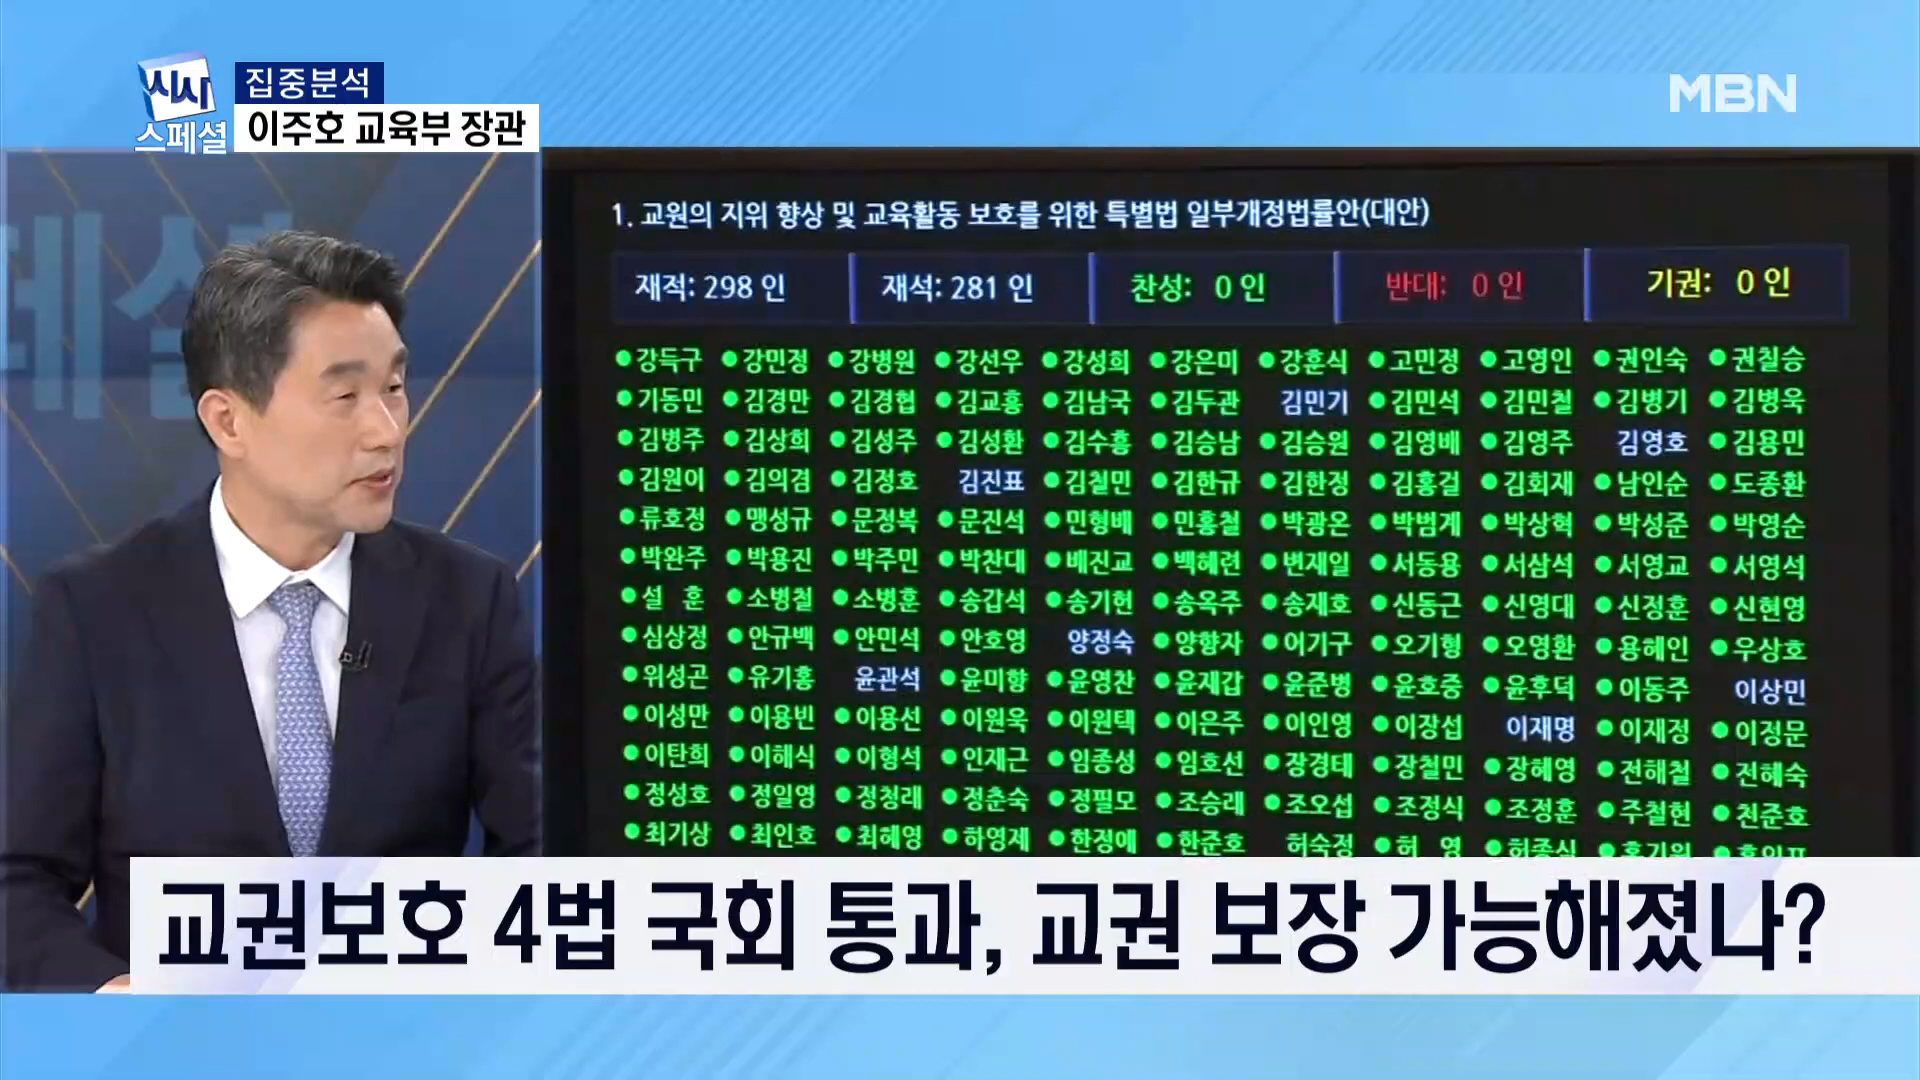 시사
스페셜
집중분석
이주호 교육부 장관
MBN
1. 교원의 지위 향상 및 교육활동 보호를 위한 특별법 일부개정법률안(대안)
재적: 298 인 재석: 281 인 찬성: 0 인 반대: 0 인 기권: 0 인
강득구 강민정 강병원 강선우 강성희 강은미 강훈식 고민정 고영인 권인숙 권칠승
기동민 김경만 김경협 김교흥 김남국 김두관 김민기 김민석 김민철 김병기 김병욱
김병주 김상희 김성주 김성환 김수흥 김승남 김승원 김영배 김영주 김영호 김용민
김원이 김의겸 김정호 김진표 김철민 김한규 김한정 김홍걸 김회재 남인순 도종환
류호정 맹성규 문정복 문진석 민형배 민홍철 박광온 박범계 박상혁 박성준 박영순
박완주 박용진 박주민 박찬대 배진교 백혜련 변재일 서동용 서삼석 서영교 서영석
설 훈 소병철 소병훈 송갑석 송기헌 송옥주 송재호 신동근 신영대 신정훈 신현영
심상정 안규백 안민석 안호영 양정숙 양향자 이기구 오기형 오영환 용혜인 우상호
위성곤 유기홍 윤관석 윤미향 윤영찬 윤재갑 윤준병 윤호중 윤후덕 이동주 이상민
이성만 이용빈 이용선 이원욱 이원택 이은주 이인영 이장섭 이재명 이재정 이정문
이탄희 이해식 이형석 인재근 임종성 임호선 장경태 장철민 장혜영 전해철 전혜숙
정성호 정일영 정청래 정춘숙 정필모 조승래 조오섭 조정식 조정훈 주철현 천준호
최기상 최인호 최혜영 하영제 한정애 한준호 허숙정 허 영 허종식
교권보호 4법 국회 통과, 교권 보장 가능해졌나?